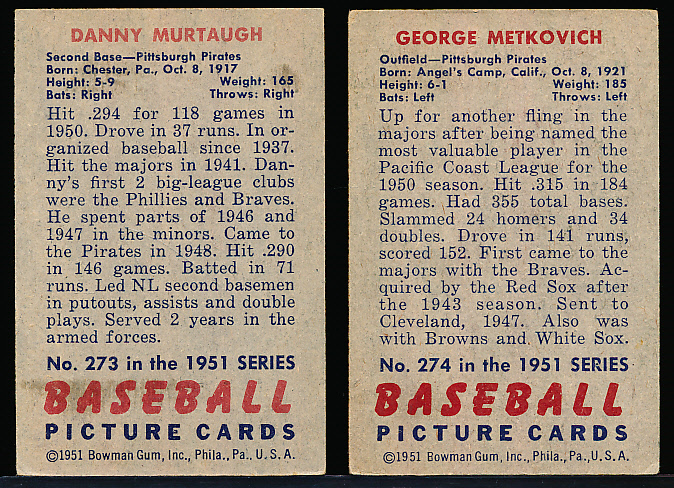 DANNY MURTAUGH
Second Base—Pittsburgh Pirates
Born: Chester, Pa., Oct. 8, 1917
Height: 5-9 Weight: 165
Bats: Right Throws: Right
Hit .294 for 118 games in
1950. Drove in 37 runs. In or-
ganized baseball since 1937.
Hit the majors in 1941. Dan-
ny's first 2 big-league clubs
were the Phillies and Braves.
He spent parts of 1946 and
1947 in the minors. Came to
the Pirates in 1948. Hit .290
in 146 games. Batted in 71
runs. Led NL second basemen
in putouts, assists and double
plays. Served 2 years in the
armed forces.
No. 273 in the 1951 SERIES
BASEBALL
PICTURE CARDS
©1951 Bowman Gum, Inc., Phila., Pa., U.S.A.
GEORGE METKOVICH
Outfield—Pittsburgh Pirates
Born: Angel's Camp, Calif., Oct. 8, 1921
Height: 6-1 Weight: 185
Bats: Left Throws: Left
Up for another fling in the
majors after being named the
most valuable player in the
Pacific Coast League for the
1950 season. Hit .315 in 184
games. Had 355 total bases.
Slammed 24 homers and 34
doubles. Drove in 141 runs,
scored 152. First came to the
majors with the Braves. Ac-
quired by the Red Sox after
the 1943 season. Sent to
Cleveland, 1947. Also was
with Browns and White Sox.
No. 274 in the 1951 SERIES
BASEBALL
PICTURE CARDS
©1951 Bowman Gum, Inc., Phila., Pa., U.S.A.